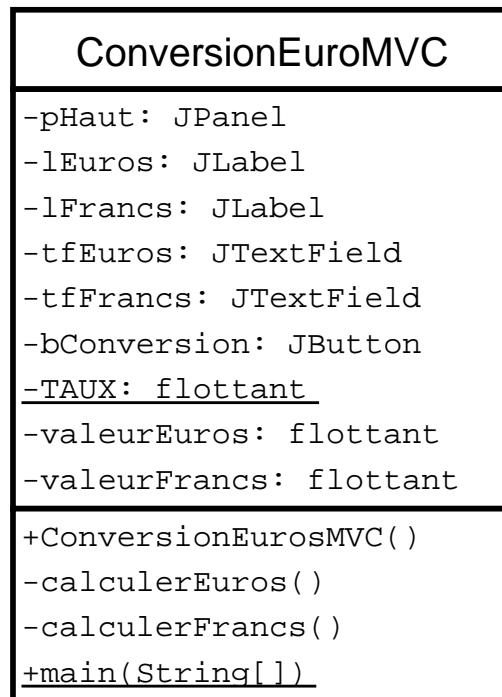 ConversionEuroMVC
-pHaut: JPanel
-lEuros: JLabel
-lFrancs: JLabel
-tfEuros: JTextField
-tfFrancs: JTextField
-bConversion: JButton
-TAUX: flottant
-valeurEuros: flottant
-valeurFrancs: flottant
+ConversionEurosMVC()
-calculerEuros()
-calculerFrancs()
+main(String[])